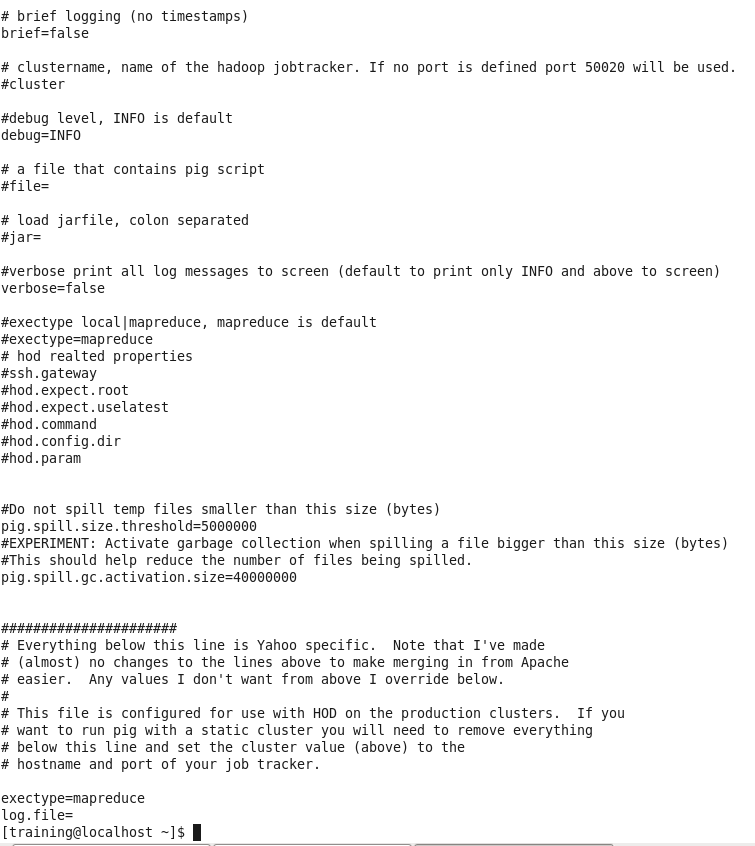 # brief logging (no timestamps)
brief=false
# clustername, name of the hadoop jobtracker. If no port is defined port 50020 will be used.
#cluster
#debug level, INFO is default
debug=INFO
# a file that contains pig script
#file=
# load jarfile, colon separated
#jar=
#verbose print all log messages to screen (default to print only INFO and above to screen)
verbose=false
#exectype local|mapreduce, mapreduce is default
#exectype=mapreduce
# hod realted properties
#ssh.gateway
#hod.expect.root
#hod.expect.uselatest
#hod.command
#hod.config.dir
#hod.param
#Do not spill temp files smaller than this size (bytes)
pig.spill.size.threshold=5000000
#EXPERIMENT: Activate garbage collection when spilling a file bigger than this size (bytes)
#This should help reduce the number of files being spilled.
pig.spill.gc.activation.size=40000000
######################
# Everything below this line is Yahoo specific.  Note that I've made
# (almost) no changes to the lines above to make merging in from Apache
# easier.  Any values I don't want from above I override below.
#
# This file is configured for use with HOD on the production clusters.  If you
# want to run pig with a static cluster you will need to remove everything
# below this line and set the cluster value (above) to the
# hostname and port of your job tracker.
exectype=mapreduce
log.file=
[training@localhost ~]$